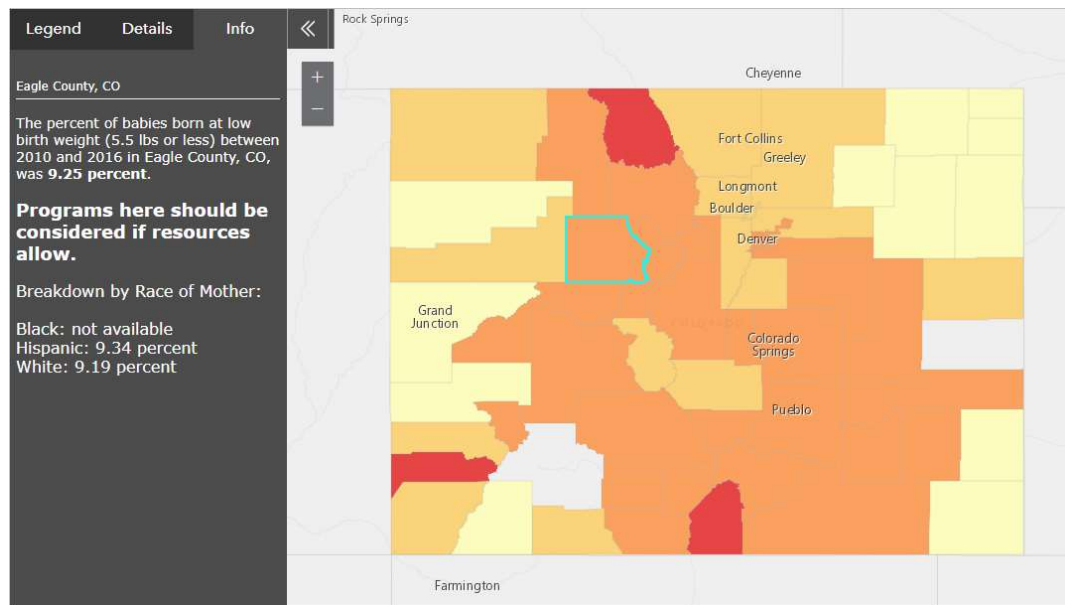 Legend
Details
Info
Eagle County, CO
The percent of babies born at low
birth weight (5.5 lbs or less) between
2010 and 2016 in Eagle County, CO,
was 9.25 percent.
Programs here should be
considered if resources
allow.
Breakdown by Race of Mother:
Black: not available
Hispanic: 9.34 percent
White: 9.19 percent
Rock Springs
+
−
Cheyenne
Fort Collins
Greeley
Longmont
Boulder
Denver
Grand
Junction
COLORADO
Colorado
Springs
Pueblo
Farmington